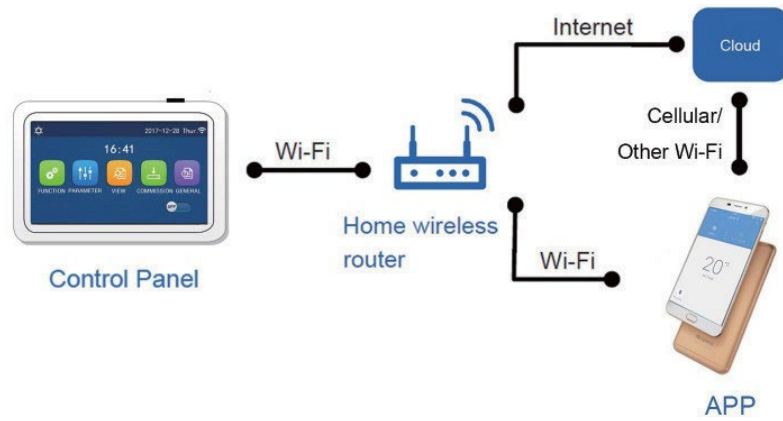 Internet
Cloud
Cellular/
Other Wi-Fi
2017-12-28 Thur.
16:41
FUNCTION PARAMETER VIEW COMMISSION GENERAL
OFF
Wi-Fi
Home wireless
router
Control Panel
Wi-Fi
20°
APP